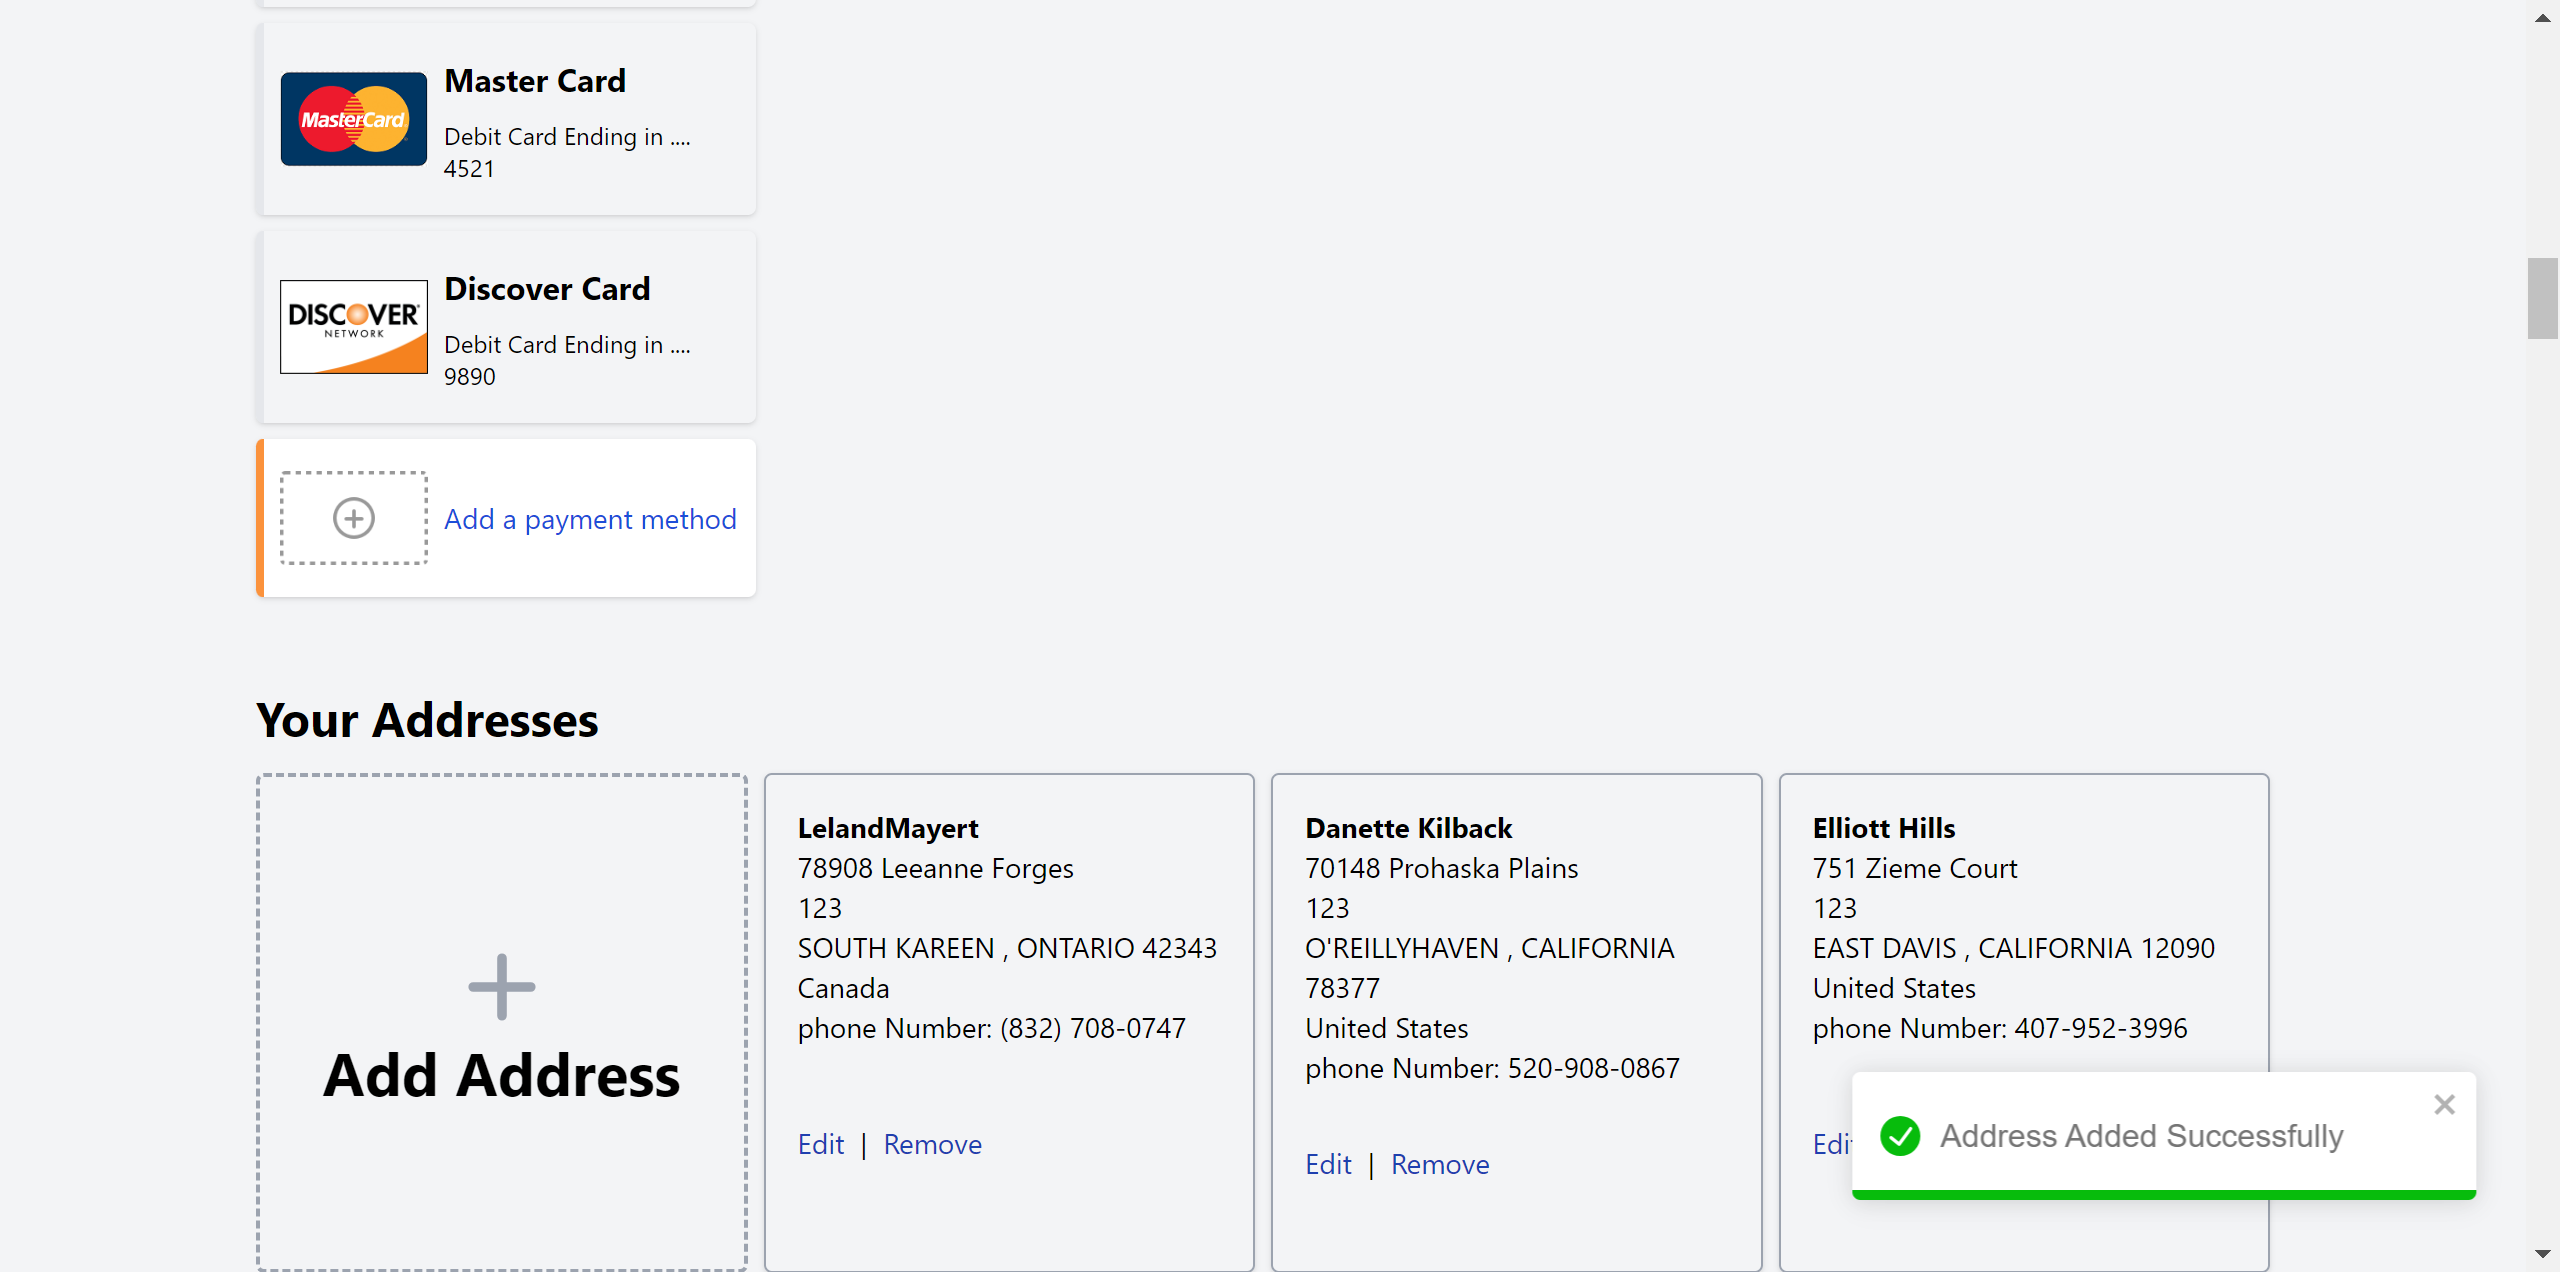 Master Card
MasterCard
Debit Card Ending in ....
4521
Discover Card
DISCOVER
NETWORK
Debit Card Ending in ....
9890
Add a payment method
Your Addresses
Add Address
LelandMayert
78908 Leeanne Forges
123
SOUTH KAREEN , ONTARIO 42343
Canada
phone Number: (832) 708-0747
Edit | Remove
Danette Kilback
70148 Prohaska Plains
123
O'REILLYHAVEN , CALIFORNIA
78377
United States
phone Number: 520-908-0867
Edit | Remove
Elliott Hills
751 Zieme Court
123
EAST DAVIS , CALIFORNIA 12090
United States
phone Number: 407-952-3996
Edit
Address Added Successfully